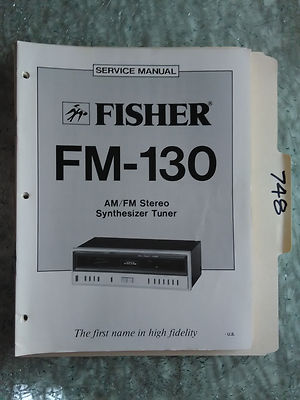 SERVICE MANUAL
FISHER®
FM-130
AM/FM Stereo
Synthesizer Tuner
The first name in high fidelity
U.S.
748